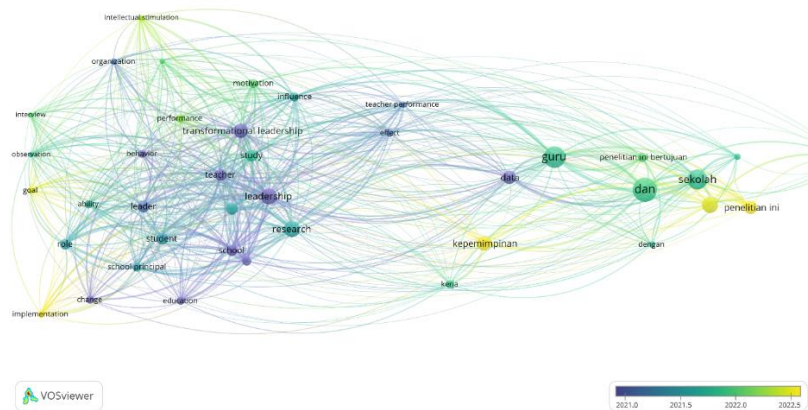 intellectual stimulation
organization
motivation
influence
teacher performance
interview
performance
transformational leadership
effort
observation
behavior
study
guru
penelitian ini bertujuan
teacher
data
dan
sekolah
goal
leadership
ability
leader
penelitian ini
role
student
research
school
kepemimpinan
dengan
school principal
kerja
change
education
implementation
VOSviewer
2021.0 2021.5 2022.0 2022.5